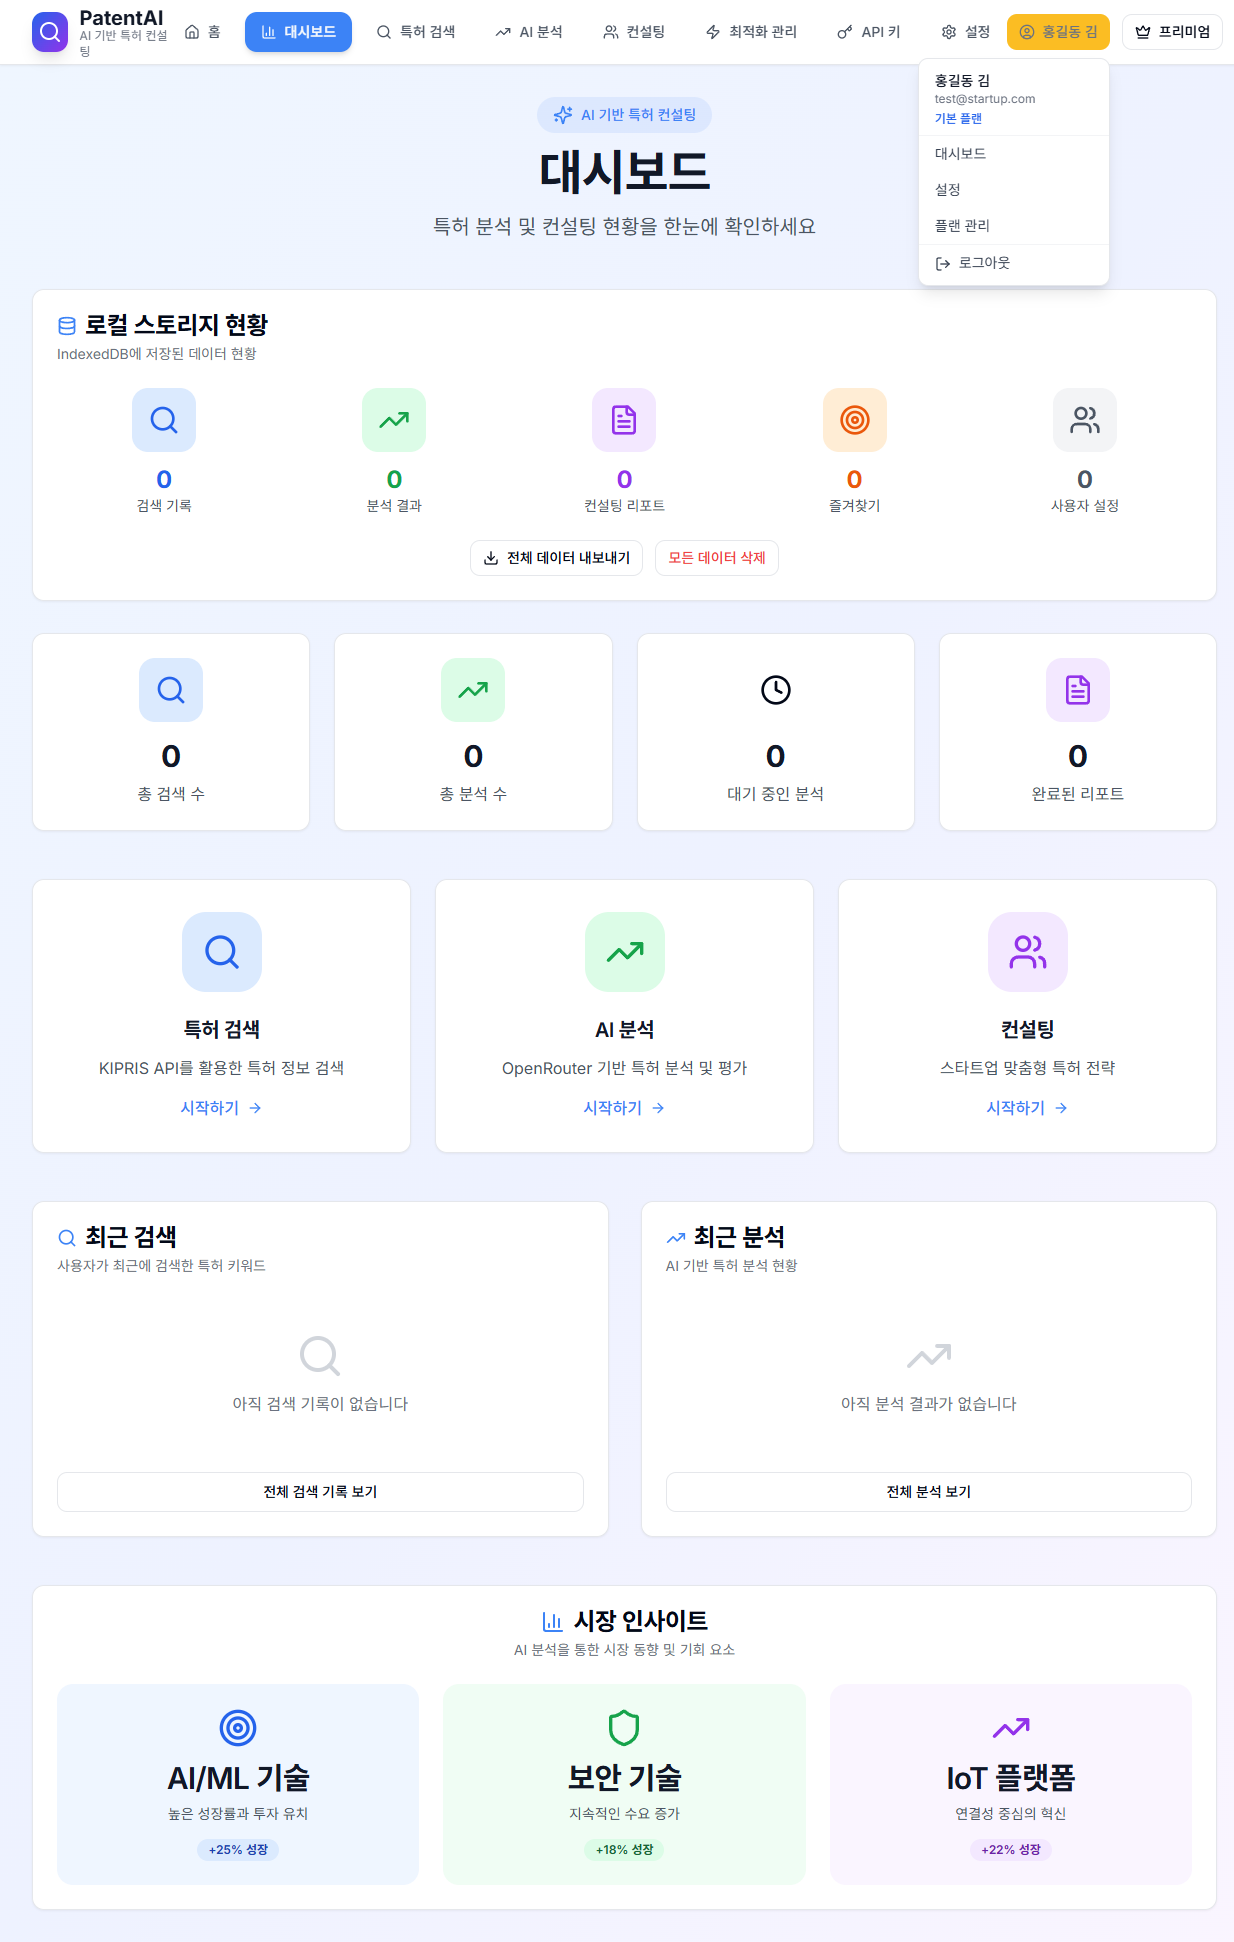 PatentAI
AI 기반 특허 컨설
팅
홈
대시보드
특허 검색
AI 분석
컨설팅
최적화 관리
API 키
설정
홍길동 김
프리미엄
홍길동 김
test@startup.com
기본 플랜
대시보드
설정
플랜 관리
로그아웃
AI 기반 특허 컨설팅
대시보드
특허 분석 및 컨설팅 현황을 한눈에 확인하세요
로컬 스토리지 현황
IndexedDB에 저장된 데이터 현황
0
검색 기록
0
분석 결과
0
컨설팅 리포트
0
즐겨찾기
0
사용자 설정
전체 데이터 내보내기
모든 데이터 삭제
0
총 검색 수
0
총 분석 수
0
대기 중인 분석
0
완료된 리포트
특허 검색
KIPRIS API를 활용한 특허 정보 검색
시작하기
AI 분석
OpenRouter 기반 특허 분석 및 평가
시작하기
컨설팅
스타트업 맞춤형 특허 전략
시작하기
최근 검색
사용자가 최근에 검색한 특허 키워드
아직 검색 기록이 없습니다
전체 검색 기록 보기
최근 분석
AI 기반 특허 분석 현황
아직 분석 결과가 없습니다
전체 분석 보기
시장 인사이트
AI 분석을 통한 시장 동향 및 기회 요소
AI/ML 기술
높은 성장률과 투자 유치
+25% 성장
보안 기술
지속적인 수요 증가
+18% 성장
IoT 플랫폼
연결성 중심의 혁신
+22% 성장